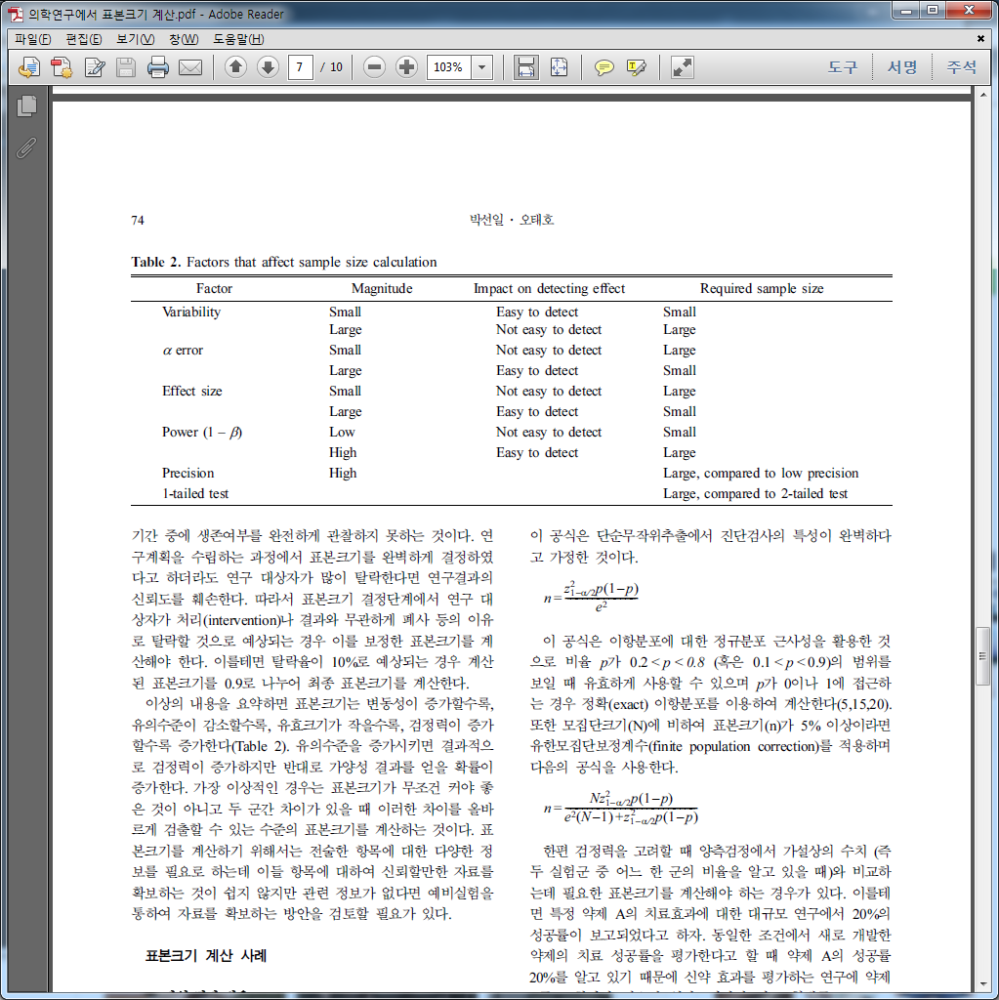 의학연구에서 표본크기 계산.pdf - Adobe Reader
파일(F) 편집(E) 보기(V) 창(W) 도움말(H)
7 / 10 103% 도구 서명 주석
74 박선일 · 오태호
Table 2. Factors that affect sample size calculation
Factor Magnitude Impact on detecting effect Required sample size
Variability Small Easy to detect Small
Large Not easy to detect Large
α error Small Not easy to detect Large
Large Easy to detect Small
Effect size Small Not easy to detect Large
Large Easy to detect Small
Power (1 − β) Low Not easy to detect Small
High Easy to detect Large
Precision High Large, compared to low precision
1-tailed test Large, compared to 2-tailed test
기간 중에 생존여부를 완전하게 관찰하지 못하는 것이다. 연
구계획을 수립하는 과정에서 표본크기를 완벽하게 결정하였
다고 하더라도 연구 대상자가 많이 탈락한다면 연구결과의
신뢰도를 훼손한다. 따라서 표본크기 결정단계에서 연구 대
상자가 처리(intervention)나 결과와 무관하게 폐사 등의 이유
로 탈락할 것으로 예상되는 경우 이를 보정한 표본크기를 계
산해야 한다. 이를테면 탈락율이 10%로 예상되는 경우 계산
된 표본크기를 0.9로 나누어 최종 표본크기를 계산한다.
이상의 내용을 요약하면 표본크기는 변동성이 증가할수록,
유의수준이 감소할수록, 유효크기가 작을수록, 검정력이 증가
할수록 증가한다(Table 2). 유의수준을 증가시키면 결과적으
로 검정력이 증가하지만 반대로 가양성 결과를 얻을 확률이
증가한다. 가장 이상적인 경우는 표본크기가 무조건 커야 좋
은 것이 아니고 두 군간 차이가 있을 때 이러한 차이를 올바
르게 검출할 수 있는 수준의 표본크기를 계산하는 것이다. 표
본크기를 계산하기 위해서는 전술한 항목에 대한 다양한 정
보를 필요로 하는데 이들 항목에 대하여 신뢰할만한 자료를
확보하는 것이 쉽지 않지만 관련 정보가 없다면 예비실험을
통하여 자료를 확보하는 방안을 검토할 필요가 있다.
표본크기 계산 사례
이 공식은 단순무작위추출에서 진단검사의 특성이 완벽하다
고 가정한 것이다.
n = z²₁₋α/₂p(1−p) / e²
이 공식은 이항분포에 대한 정규분포 근사성을 활용한 것
으로 비율 p가 0.2 < p < 0.8 (혹은 0.1 < p < 0.9)의 범위를
보일 때 유효하게 사용할 수 있으며 p가 0이나 1에 접근하
는 경우 정확(exact) 이항분포를 이용하여 계산한다(5,15,20).
또한 모집단크기(N)에 비하여 표본크기(n)가 5% 이상이라면
유한모집단보정계수(finite population correction)를 적용하며
다음의 공식을 사용한다.
n = Nz²₁₋α/₂p(1−p) / e²(N−1)+z²₁₋α/₂p(1−p)
한편 검정력을 고려할 때 양측검정에서 가설상의 수치 (즉
두 실험군 중 어느 한 군의 비율을 알고 있을 때)와 비교하
는데 필요한 표본크기를 계산해야 하는 경우가 있다. 이를테
면 특정 약제 A의 치료효과에 대한 대규모 연구에서 20%의
성공률이 보고되었다고 하자. 동일한 조건에서 새로 개발한
약제의 치료 성공률을 평가한다고 할 때 약제 A의 성공률
20%를 알고 있기 때문에 신약 효과를 평가하는 연구에 약제